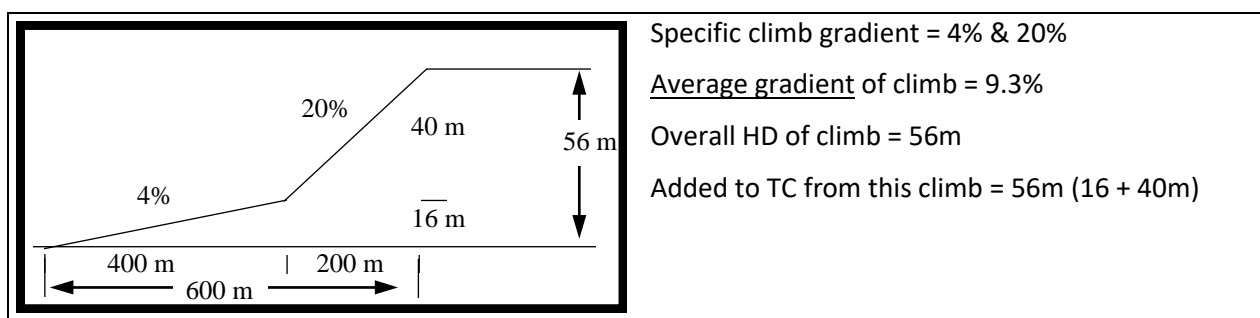 20%
40 m
56 m
4%
16 m
400 m
200 m
600 m
Specific climb gradient = 4% & 20%
Average gradient of climb = 9.3%
Overall HD of climb = 56m
Added to TC from this climb = 56m (16 + 40m)